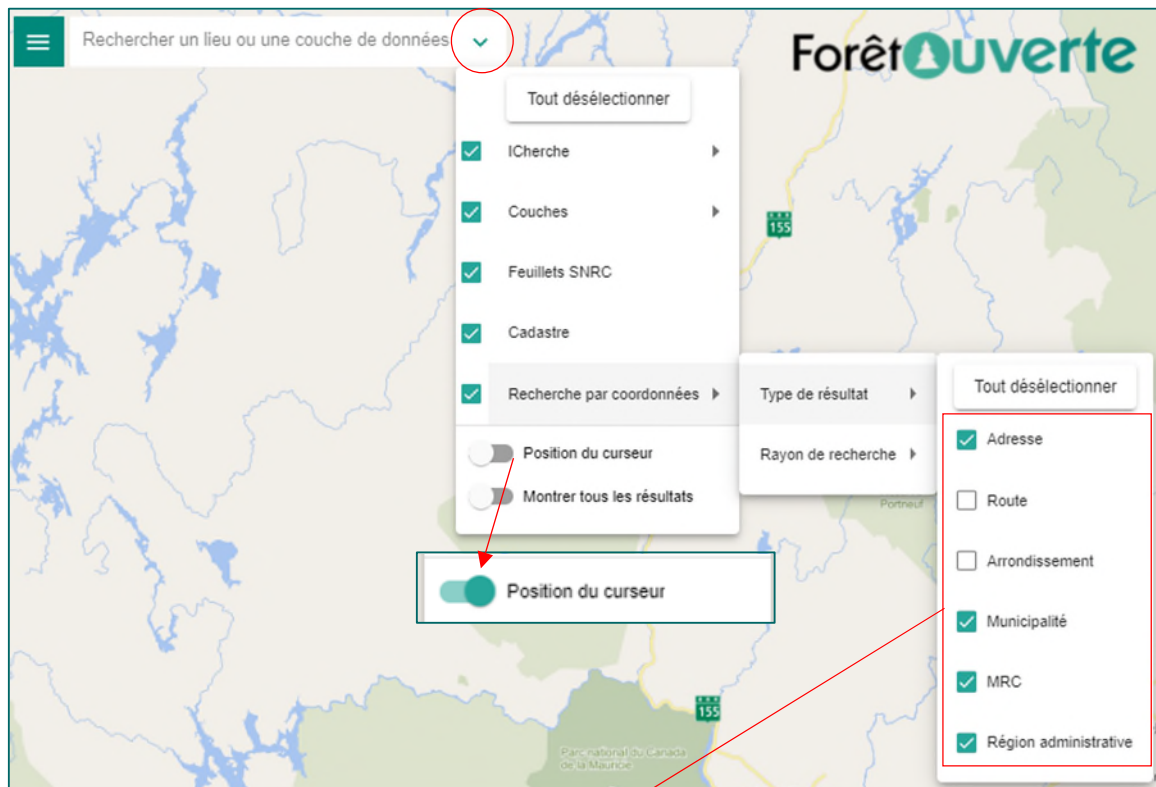 Rechercher un lieu ou une couche de données
ForêtOuverte
Tout désélectionner
ICherche
Couches
155
Feuillets SNRC
Cadastre
Recherche par coordonnées
Type de résultat
Tout désélectionner
Position du curseur
Rayon de recherche
Adresse
Montrer tous les résultats
Portneuf
Route
Arrondissement
Position du curseur
Municipalité
MRC
155
Région administrative
Parc national du Canada
de la Mauricie